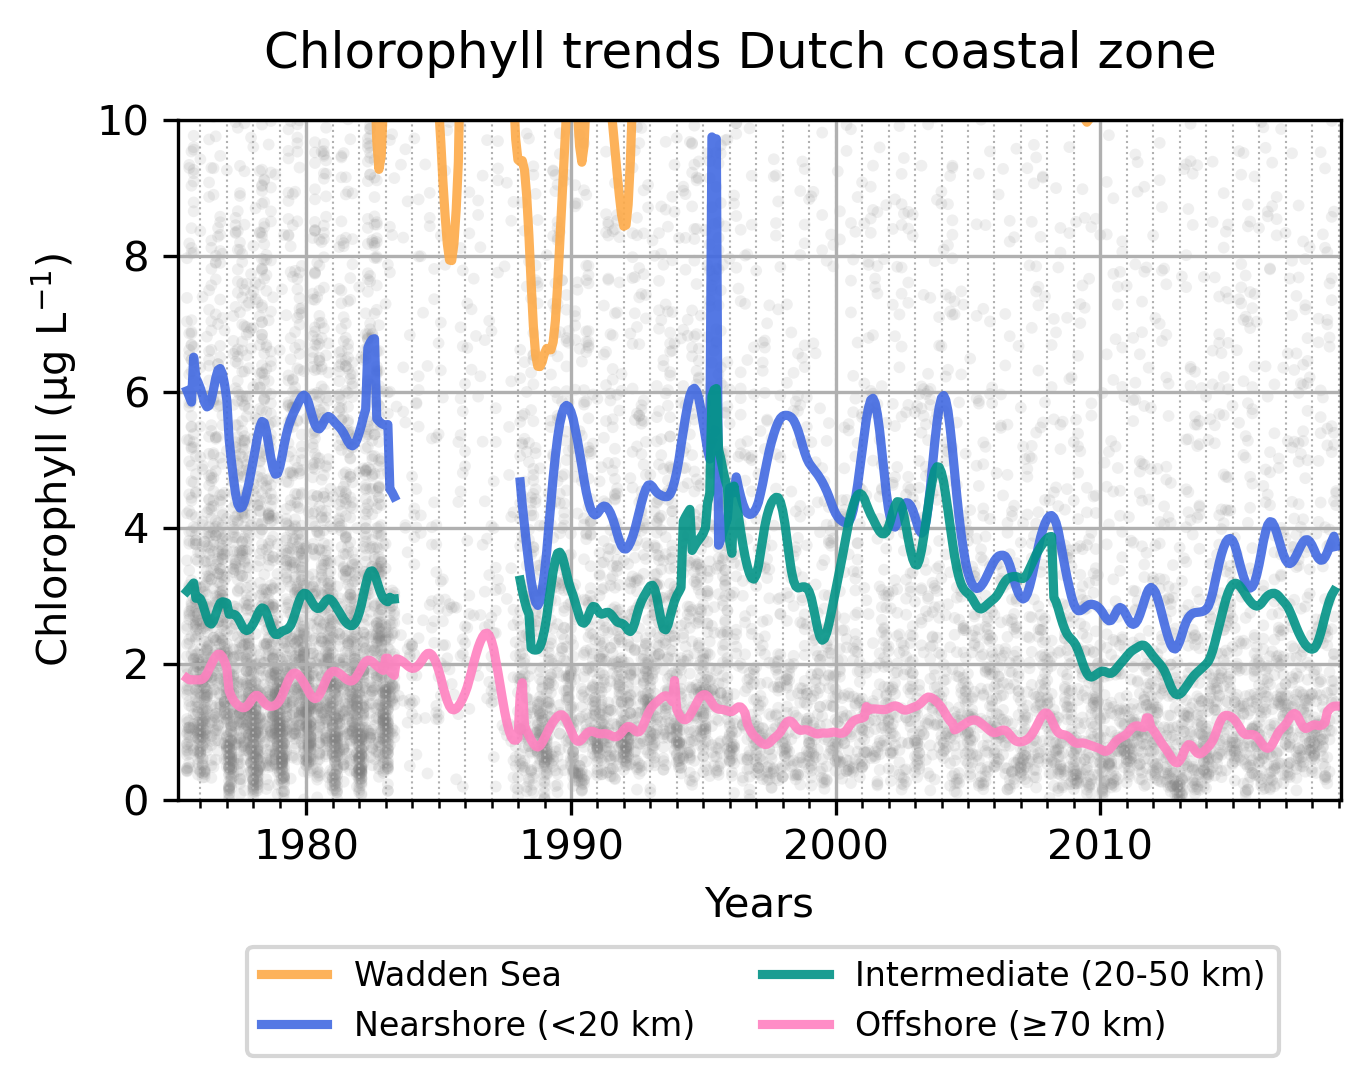 Chlorophyll trends Dutch coastal zone
10
8
6
4
2
0
Chlorophyll (µg L⁻¹)
1980 1990 2000 2010
Years
Wadden Sea
Nearshore (<20 km)
Intermediate (20-50 km)
Offshore (≥70 km)